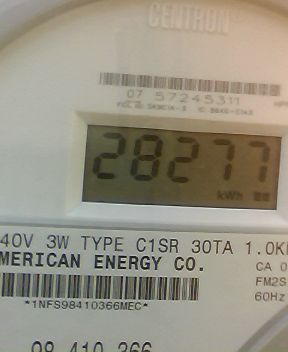 CENTRON
07 57245311
28277
kWh
40V 3W TYPE C1SR 30TA 1.0K
MERICAN ENERGY CO.
CA 0
FM2S
*1NFS98410366MEC*
60Hz
98 410 366